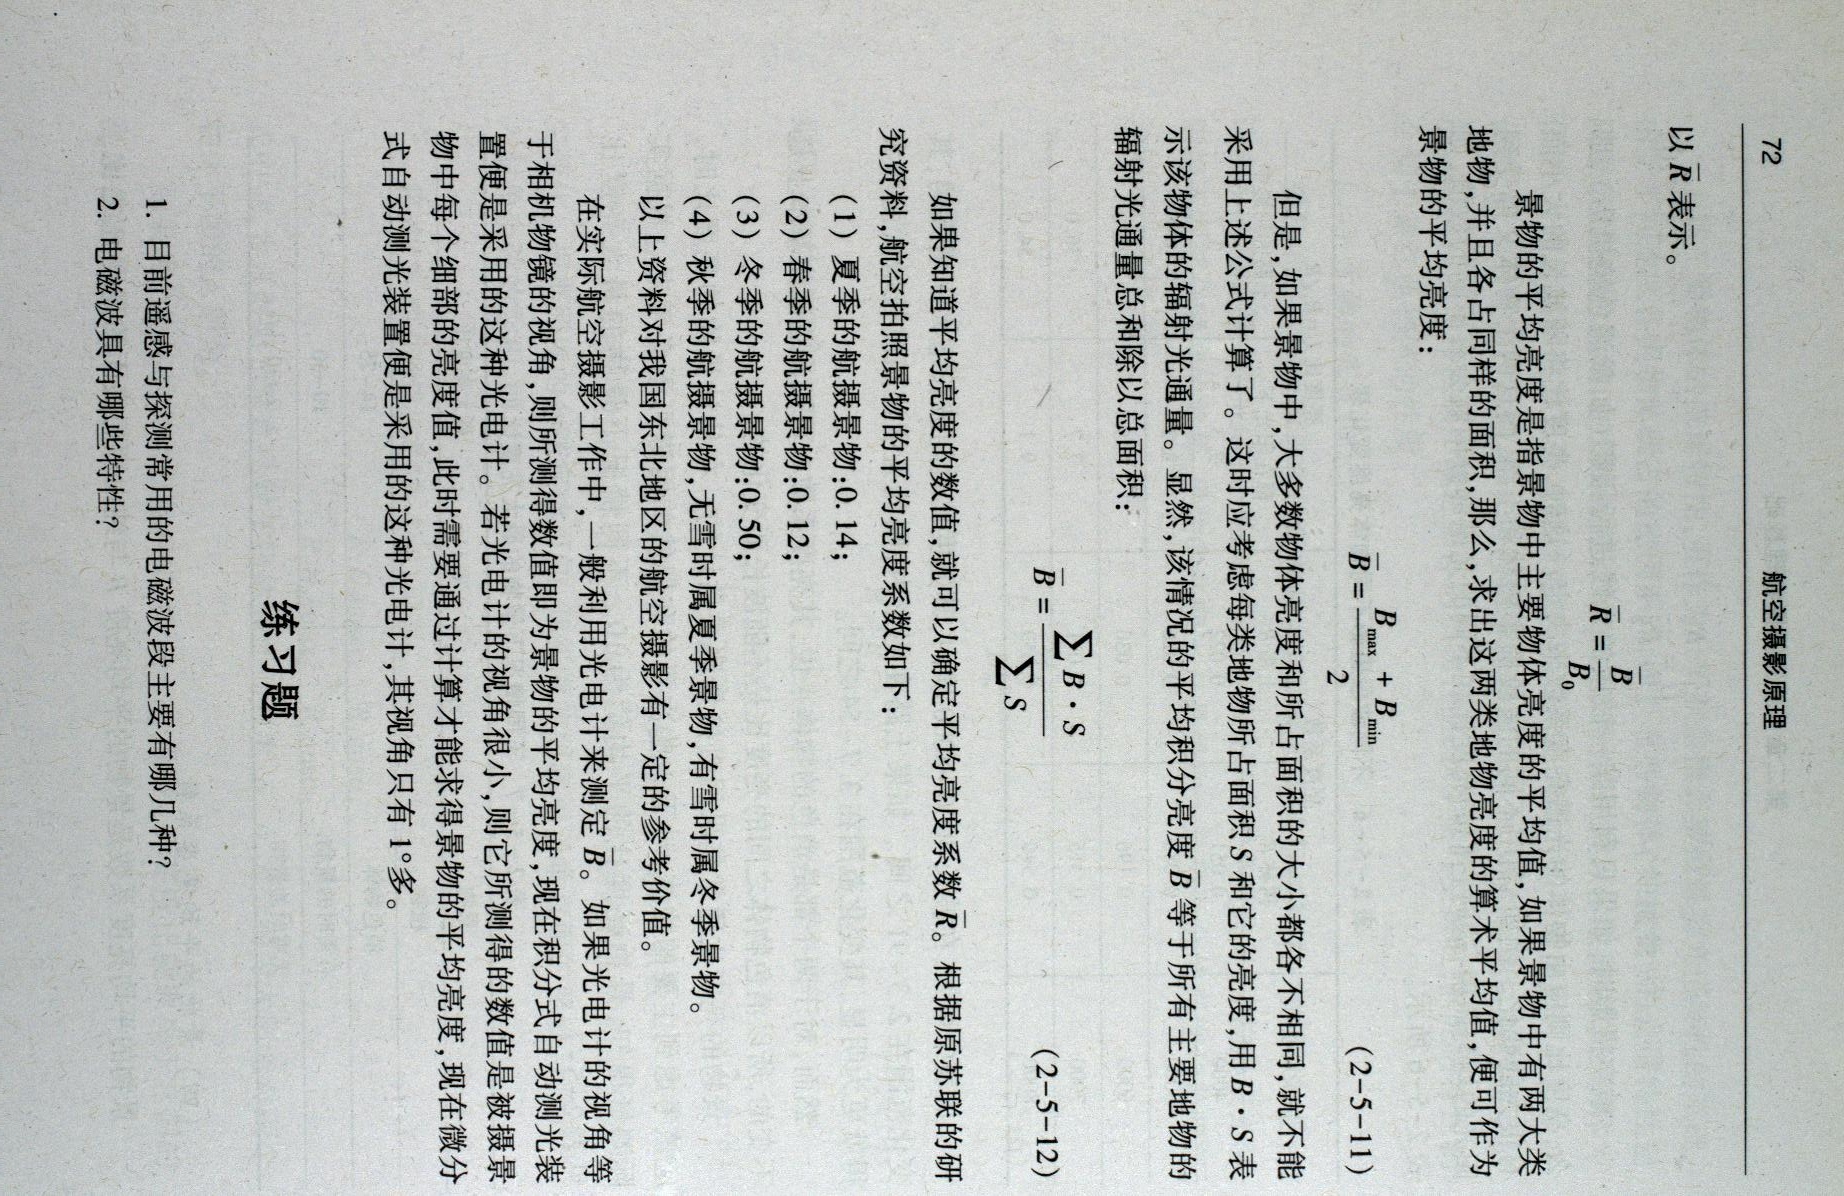 72 航空摄影原理
以 R̄ 表示。
R̄ = B̄ / B₀
景物的平均亮度是指景物中主要物体亮度的平均值,如果景物中有两大类
地物,并且各占同样的面积,那么,求出这两类地物亮度的算术平均值,便可作为
景物的平均亮度:
B̄ = (B_max + B_min) / 2 (2-5-11)
但是,如果景物中,大多数物体亮度和所占面积的大小都各不相同,就不能
采用上述公式计算了。这时应考虑每类地物所占面积 S 和它的亮度,用 B·S 表
示该物体的辐射光通量。显然,该情况的平均积分亮度 B̄ 等于所有主要地物的
辐射光通量总和除以总面积:
B̄ = ∑B·S / ∑S (2-5-12)
如果知道平均亮度的数值,就可以确定平均亮度系数 R̄。根据原苏联的研
究资料,航空拍照景物的平均亮度系数如下:
(1) 夏季的航摄景物:0.14;
(2) 春季的航摄景物:0.12;
(3) 冬季的航摄景物:0.50;
(4) 秋季的航摄景物,无雪时属夏季景物,有雪时属冬季景物。
以上资料对我国东北地区的航空摄影有一定的参考价值。
在实际航空摄影工作中,一般利用光电计来测定 B̄。如果光电计的视角等
于相机物镜的视角,则所测得数值即为景物的平均亮度,现在积分式自动测光装
置便是采用的这种光电计。若光电计的视角很小,则它所测得的数值是被摄景
物中每个细部的亮度值,此时需要通过计算才能求得景物的平均亮度,现在微分
式自动测光装置便是采用的这种光电计,其视角只有 1°多。
练习题
1. 目前遥感与探测常用的电磁波段主要有哪几种?
2. 电磁波具有哪些特性?